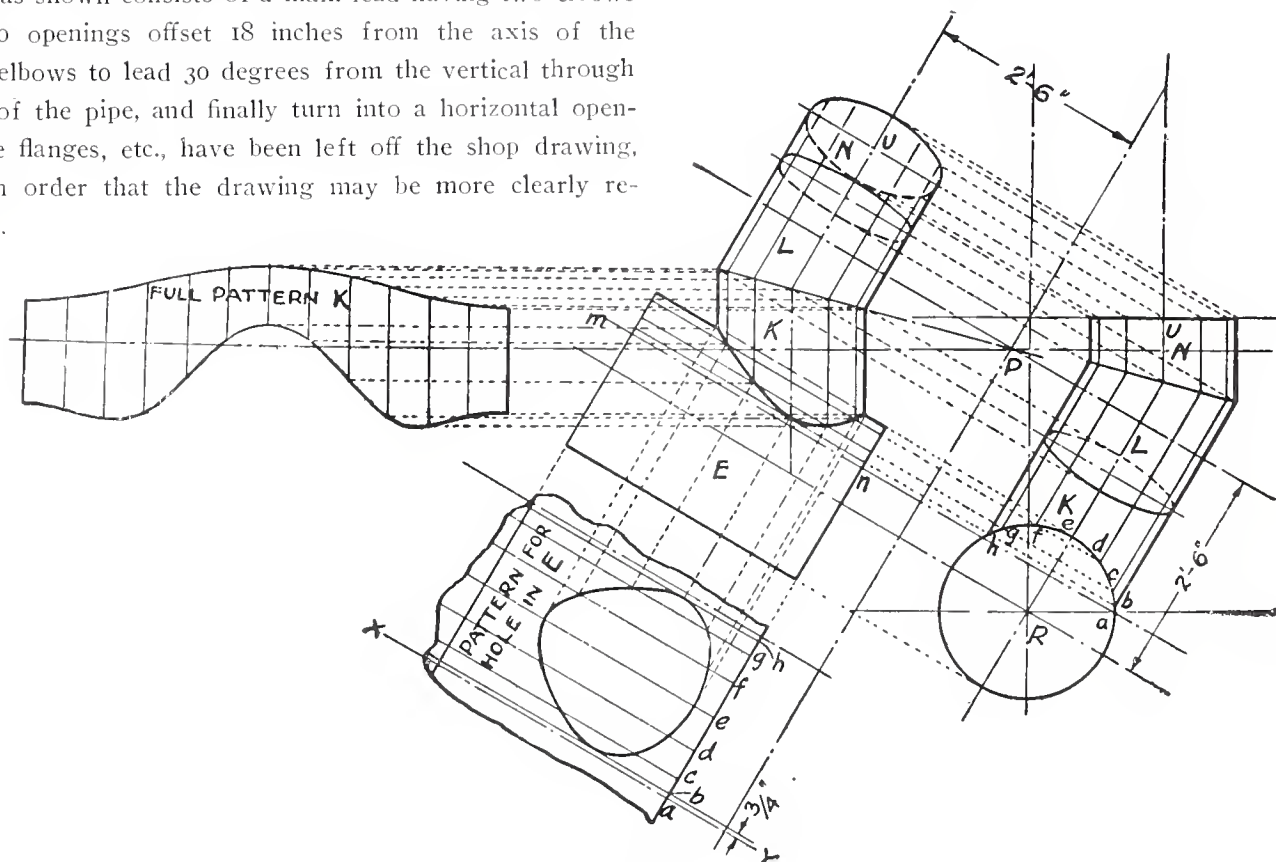 openings offset 18 inches from the axis of the
elbows to lead 30 degrees from the vertical through
of the pipe, and finally turn into a horizontal open-
flanges, etc., have been left off the shop drawing,
order that the drawing may be more clearly re-
2'-6"
N
U
L
FULL PATTERN K
m
K
U
N
P
E
n
L
K
e
g
f
d
h
c
b
a
R
2'-6"
PATTERN FOR
HOLE IN E
X
g
h
f
e
d
c
b
a
3/4"
Y